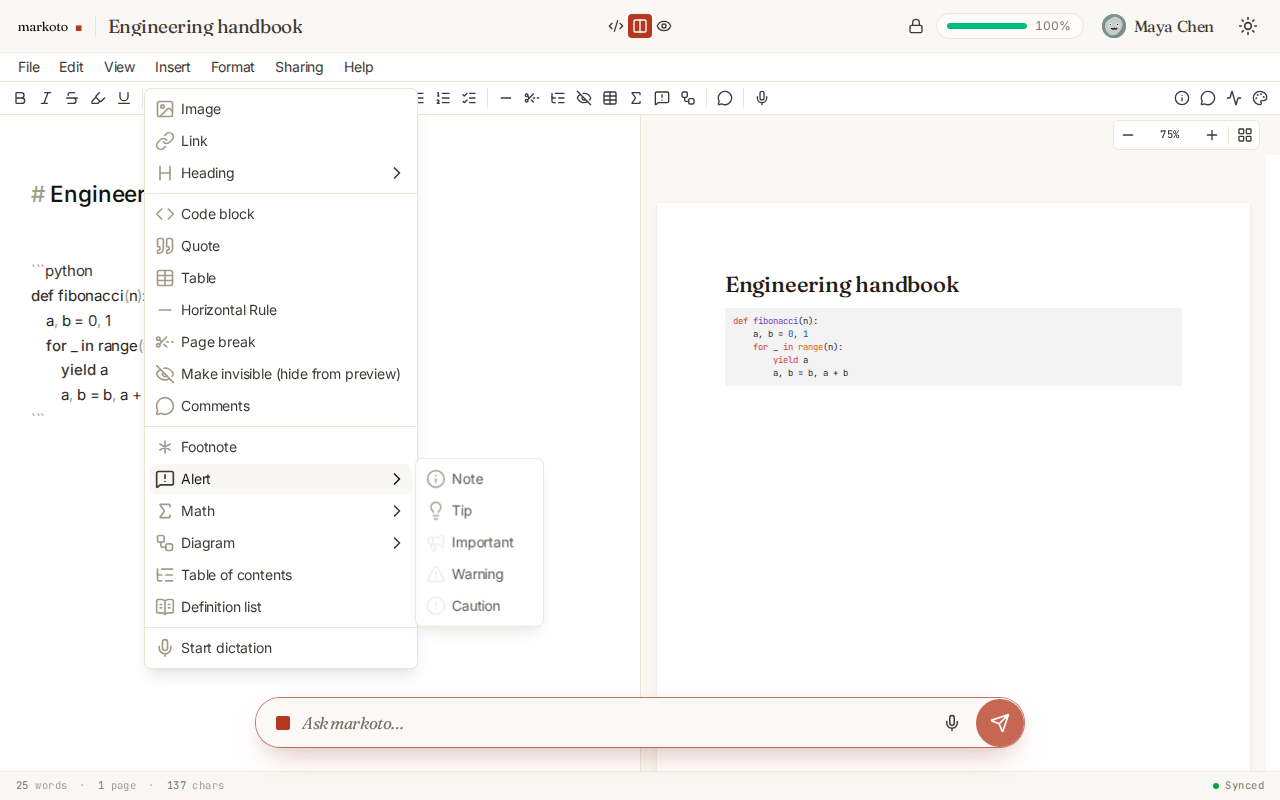 markoto
Engineering handbook
100%
Maya Chen
File Edit View Insert Format Sharing Help
Image
Link
Heading
Code block
Quote
Table
Horizontal Rule
Page break
Make invisible (hide from preview)
Comments
Footnote
Alert
Math
Diagram
Table of contents
Definition list
Start dictation
Note
Tip
Important
Warning
Caution
# Engineer
```python
def fibonacci(n):
a, b = 0, 1
for _ in range(
yield a
a, b = b, a +
```
75%
Engineering handbook
def fibonacci(n):
a, b = 0, 1
for _ in range(n):
yield a
a, b = b, a + b
Ask markoto...
25 words · 1 page · 137 chars
Synced